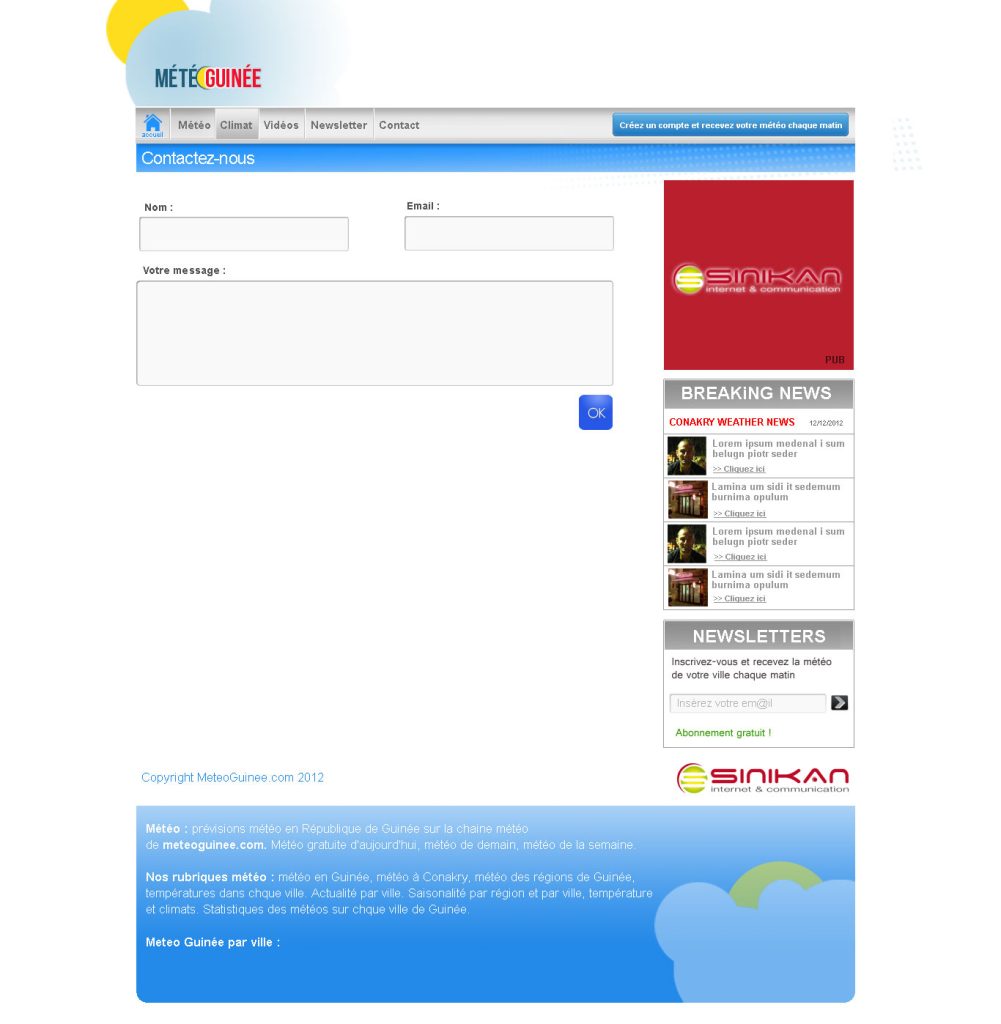 MÉTÉO GUINÉE
accueil
Météo
Climat
Vidéos
Newsletter
Contact
Créez un compte et recevez votre météo chaque matin
Contactez-nous
Nom :
Email :
Votre message :
OK
SINIKAN
internet & communication
PUB
BREAKiNG NEWS
CONAKRY WEATHER NEWS 12/12/2012
Lorem ipsum medenal i sum
belugn piotr seder
>> Cliquez ici
Lamina um sidi it sedemum
burnima opulum
>> Cliquez ici
Lorem ipsum medenal i sum
belugn piotr seder
>> Cliquez ici
Lamina um sidi it sedemum
burnima opulum
>> Cliquez ici
NEWSLETTERS
Inscrivez-vous et recevez la météo
de votre ville chaque matin
Insérez votre em@il
Abonnement gratuit !
Copyright MeteoGuinee.com 2012
SINIKAN
internet & communication
Météo : prévisions météo en République de Guinée sur la chaine météo
de meteoguinee.com. Météo gratuite d'aujourd'hui, météo de demain, météo de la semaine.
Nos rubriques météo : météo en Guinée, météo à Conakry, météo des régions de Guinée,
températures dans chque ville. Actualité par ville. Saisonalité par région et par ville, température
et climats. Statistiques des météos sur chque ville de Guinée.
Meteo Guinée par ville :